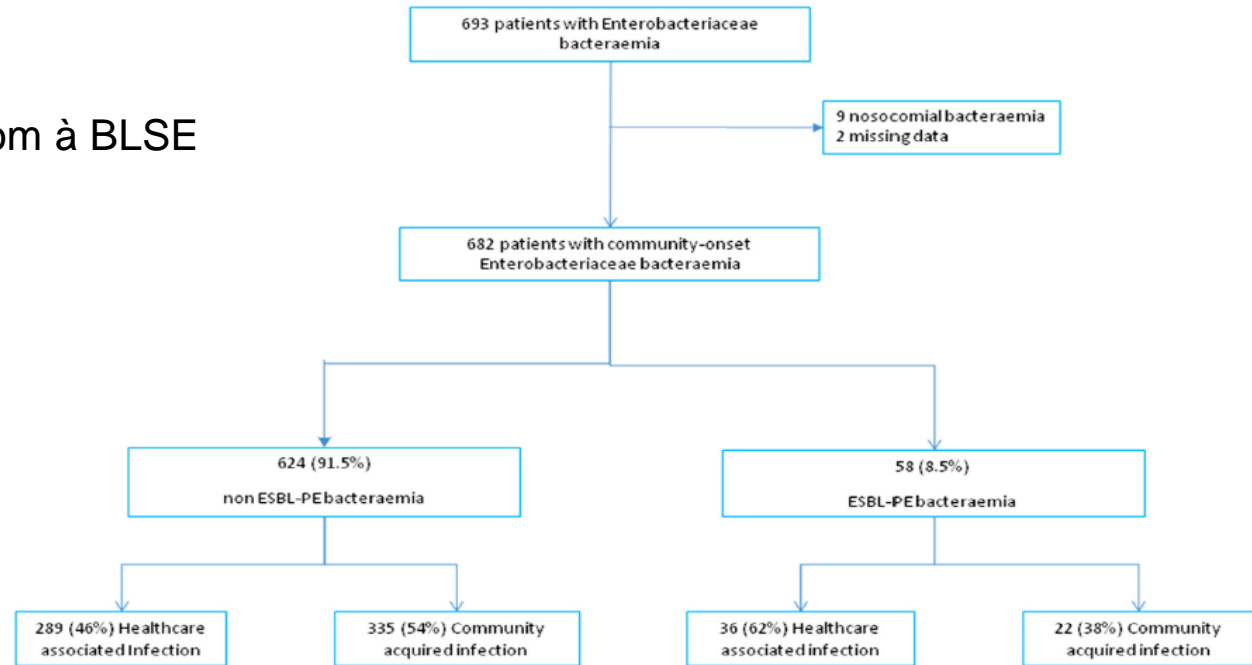 693 patients with Enterobacteriaceae
bacteraemia
à BLSE
9 nosocomial bacteraemia
2 missing data
682 patients with community-onset
Enterobacteriaceae bacteraemia
624 (91.5%)
non ESBL-PE bacteraemia
58 (8.5%)
ESBL-PE bacteraemia
289 (46%) Healthcare
associated Infection
335 (54%) Community
acquired infection
36 (62%) Healthcare
associated infection
22 (38%) Community
acquired infection